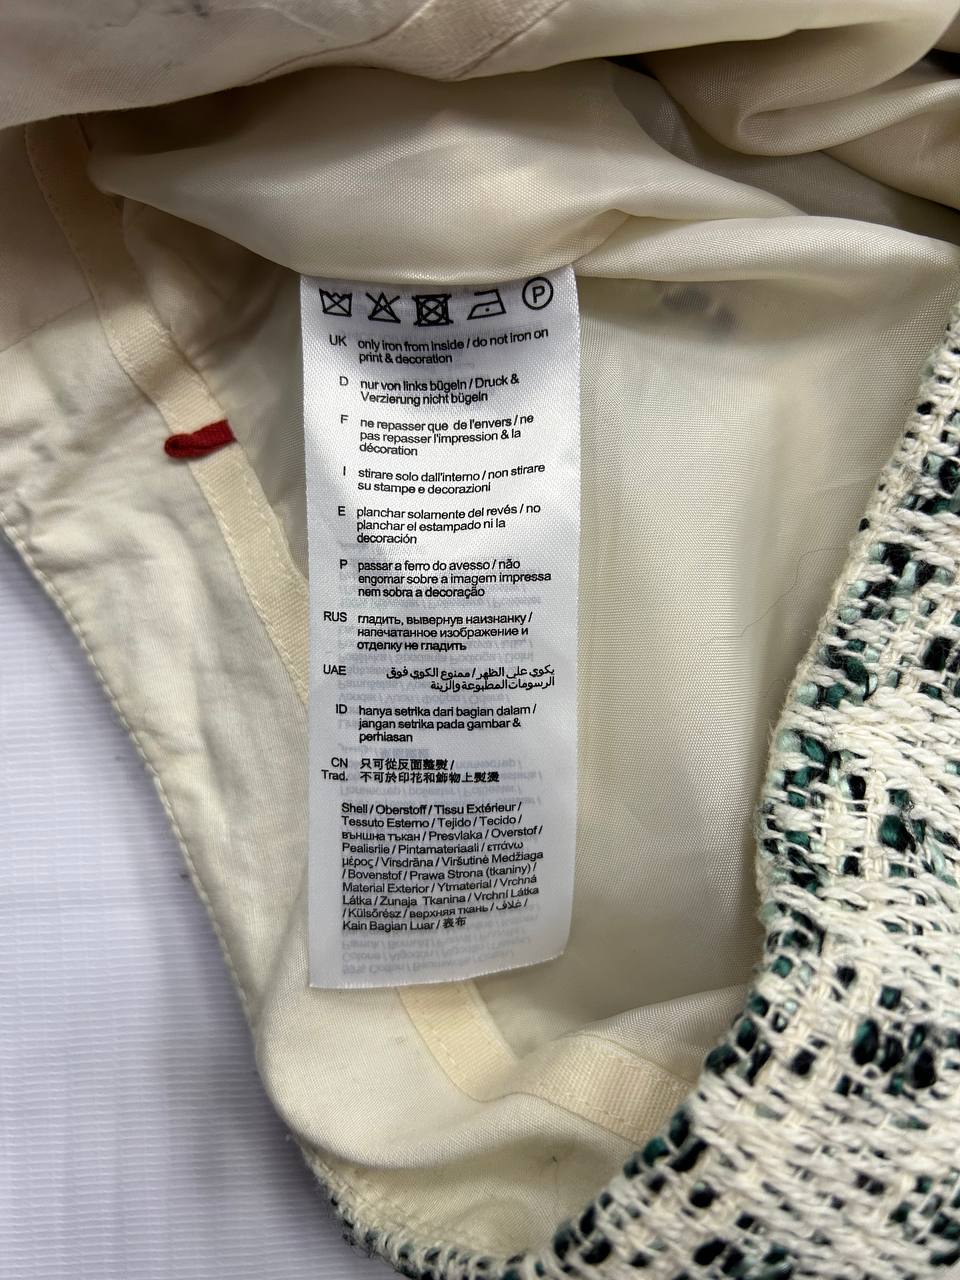 P
UK only iron from inside / do not iron on
print & decoration
D nur von links bügeln / Druck &
Verzierung nicht bügeln
F ne repasser que de l'envers / ne
pas repasser l'impression & la
décoration
I stirare solo dall'interno / non stirare
su stampe e decorazioni
E planchar solamente del revés / no
planchar el estampado ni la
decoración
P passar a ferro do avesso / não
engomar sobre a imagem impressa
nem sobra a decoração
RUS гладить, вывернув наизнанку /
напечатанное изображение и
отделку не гладить
UAE يكوى على الظهر / ممنوع الكوي فوق
الرسومات المطبوعة والزينة
ID hanya setrika dari bagian dalam /
jangan setrika pada gambar &
perhiasan
CN 只可從反面整熨 /
Trad. 不可於印花和飾物上熨燙
Shell / Oberstoff / Tissu Extérieur /
Tessuto Esterno / Tejido / Tecido /
външна тъкан / Presvlaka / Overstof /
Pealisriie / Pintamateriaali / επάνω
μέρος / Virsdrāna / Viršutinė Medžiaga
/ Bovenstof / Prawa Strona (tkaniny) /
Material Exterior / Ytmaterial / Vrchná
Látka / Zunaja Tkanina / Vrchní Látka
/ Külsőrész / верхняя ткань / غلاف /
Kain Bagian Luar / 表布